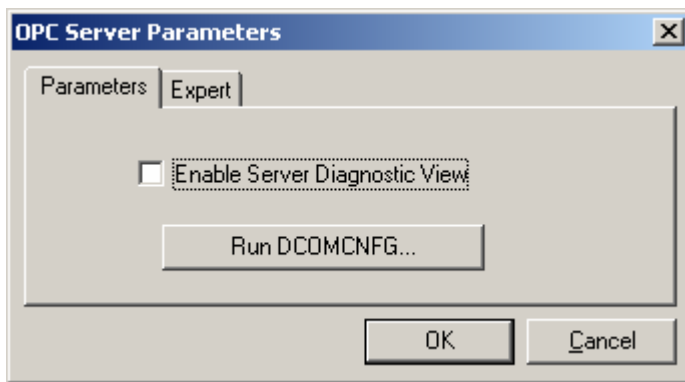 OPC Server Parameters
Parameters Expert
Enable Server Diagnostic View
Run DCOMCNFG...
OK Cancel